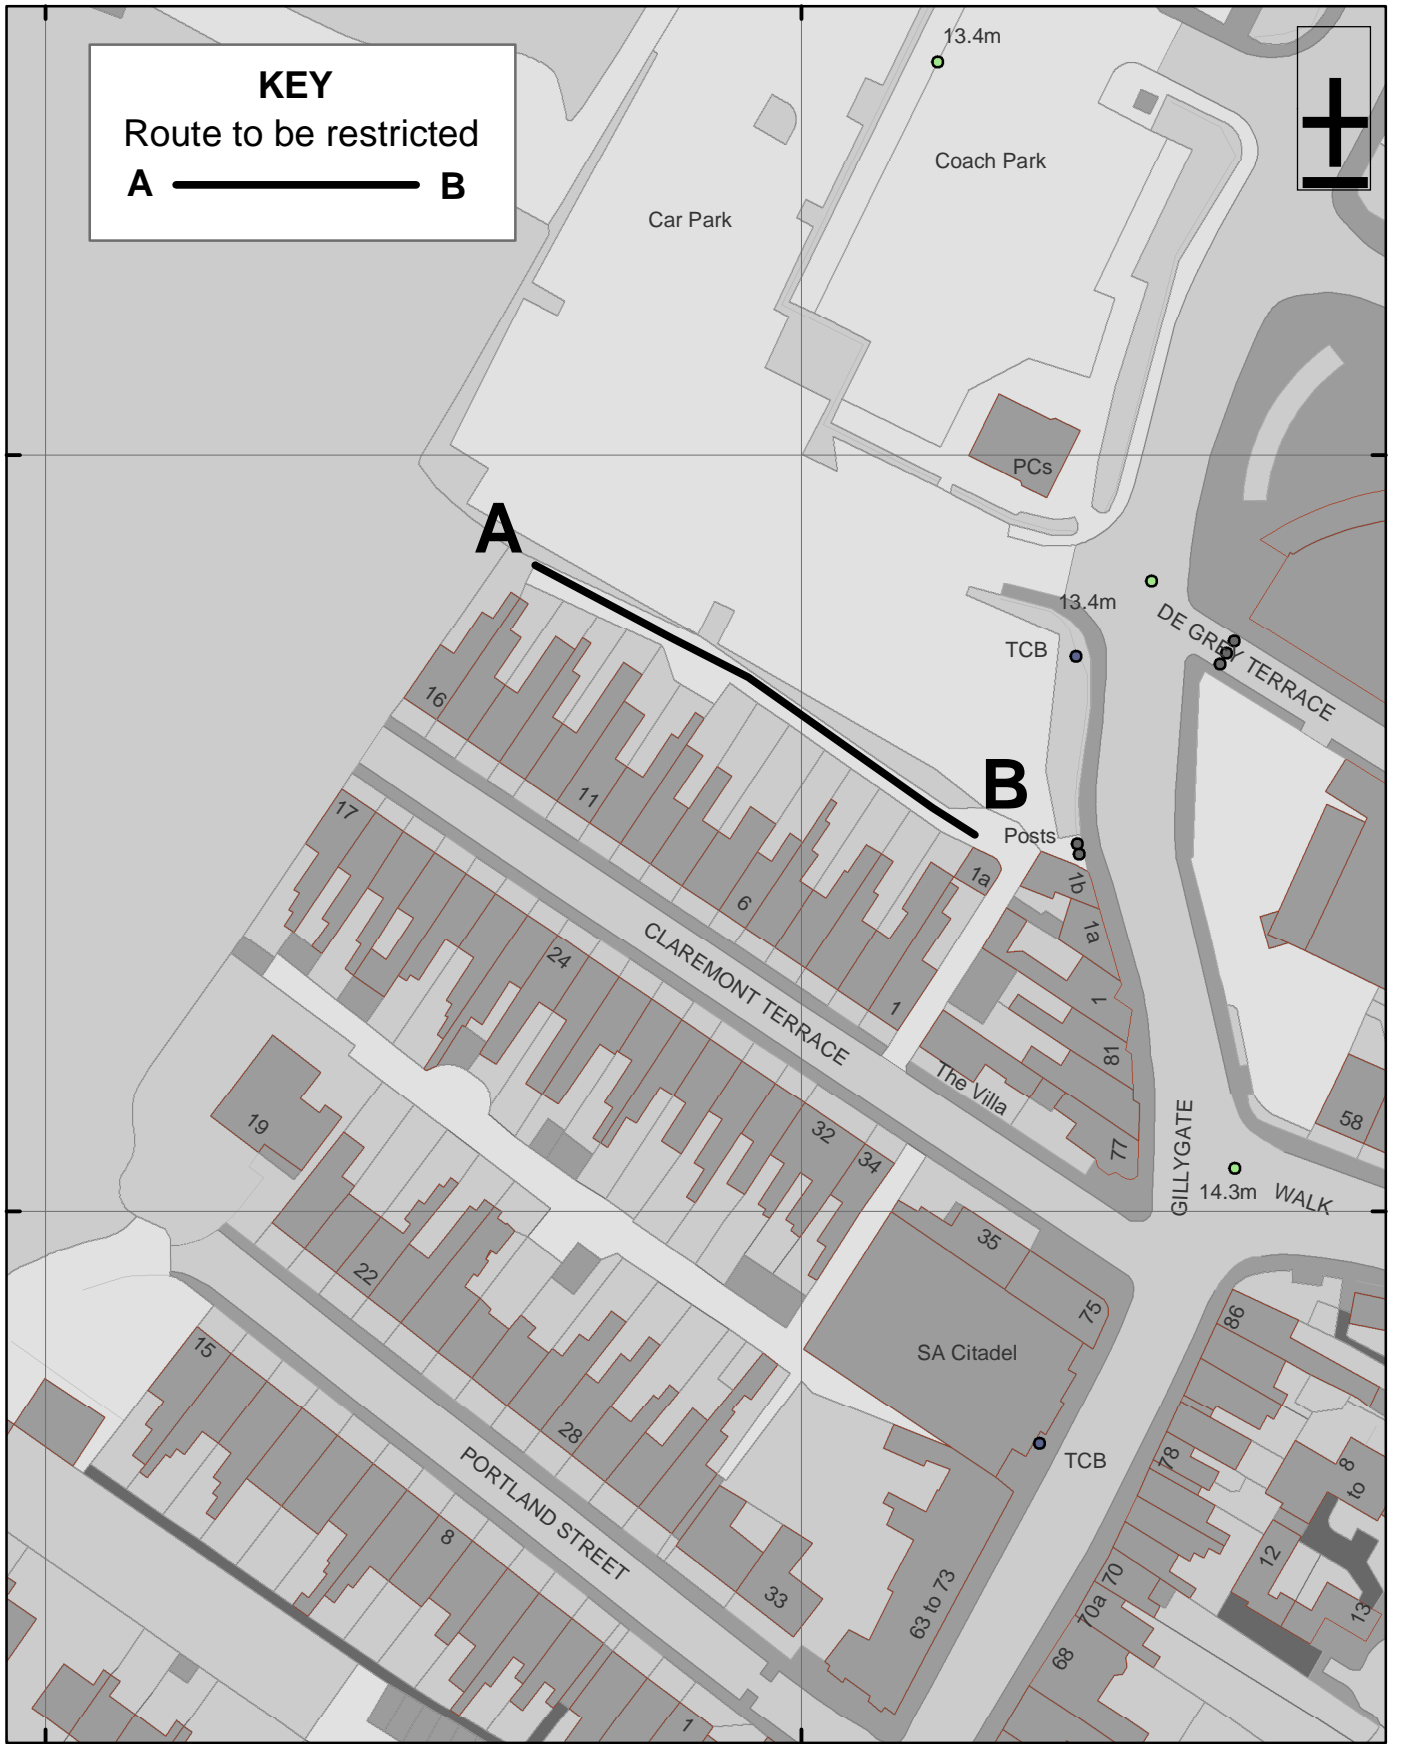 KEY
Route to be restricted
A B
13.4m
Coach Park
Car Park
PCs
A
13.4m
DE GREY TERRACE
TCB
16
B
Posts
11
17
1a
1b
6
1a
24
CLAREMONT TERRACE
1
1
81
The Villa
19
32
34
77
GILLYGATE
58
14.3m
WALK
22
35
75
86
15
SA Citadel
28
TCB
78
8
to
PORTLAND STREET
8
12
70
33
63 to 73
70a
13
68
1